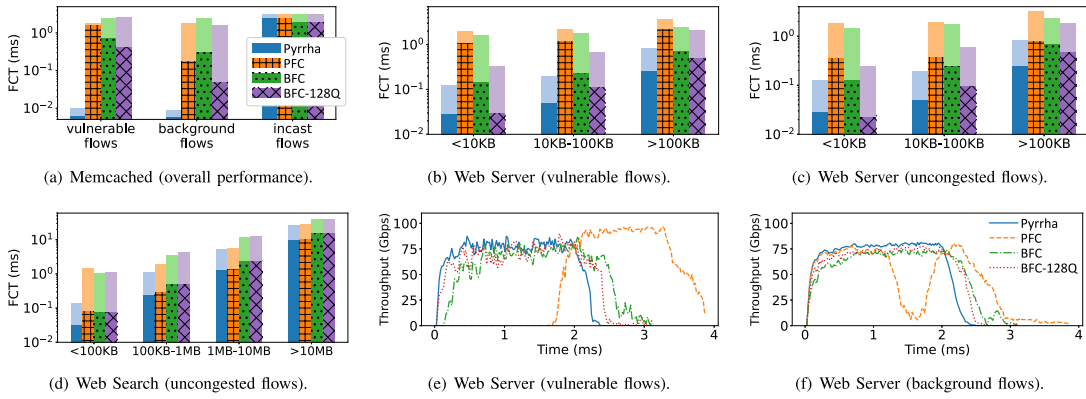 FCT (ms)
10^0
10^-1
10^-2
Pyrrha
PFC
BFC
BFC-128Q
vulnerable flows
background flows
incast flows
(a) Memcached (overall performance).
FCT (ms)
10^0
10^-1
10^-2
<10KB
10KB-100KB
>100KB
(b) Web Server (vulnerable flows).
FCT (ms)
10^0
10^-1
10^-2
<10KB
10KB-100KB
>100KB
(c) Web Server (uncongested flows).
FCT (ms)
10^1
10^0
10^-1
10^-2
<100KB
100KB-1MB
1MB-10MB
>10MB
(d) Web Search (uncongested flows).
Throughput (Gbps)
100
75
50
25
0
0
1
2
3
4
Time (ms)
(e) Web Server (vulnerable flows).
Throughput (Gbps)
100
75
50
25
0
Pyrrha
PFC
BFC
BFC-128Q
0
1
2
3
4
Time (ms)
(f) Web Server (background flows).